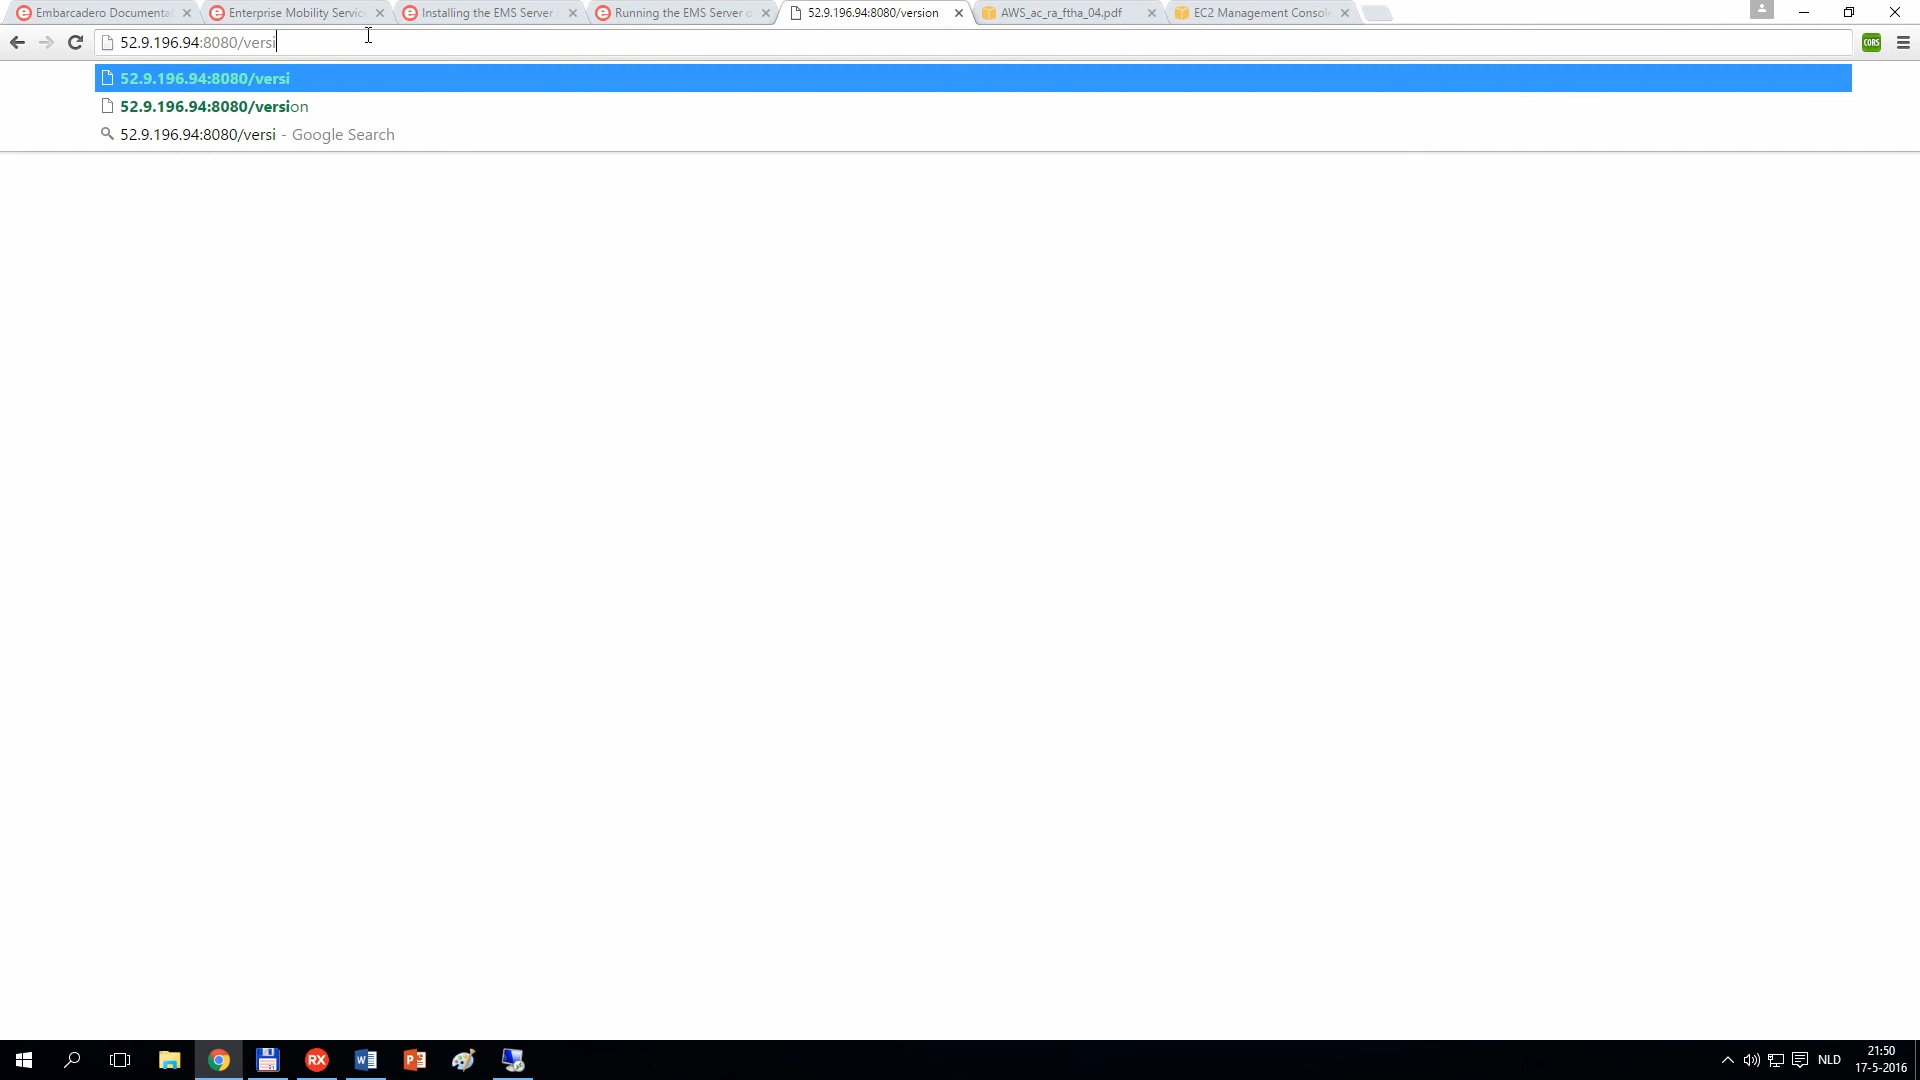 Embarcadero Documenta
Enterprise Mobility Servic
Installing the EMS Server
Running the EMS Server o
52.9.196.94:8080/version
AWS_ac_ra_ftha_04.pdf
EC2 Management Consol
52.9.196.94:8080/versi
CORS
52.9.196.94:8080/versi
52.9.196.94:8080/version
52.9.196.94:8080/versi - Google Search
RX
NLD
21:50
17-5-2016